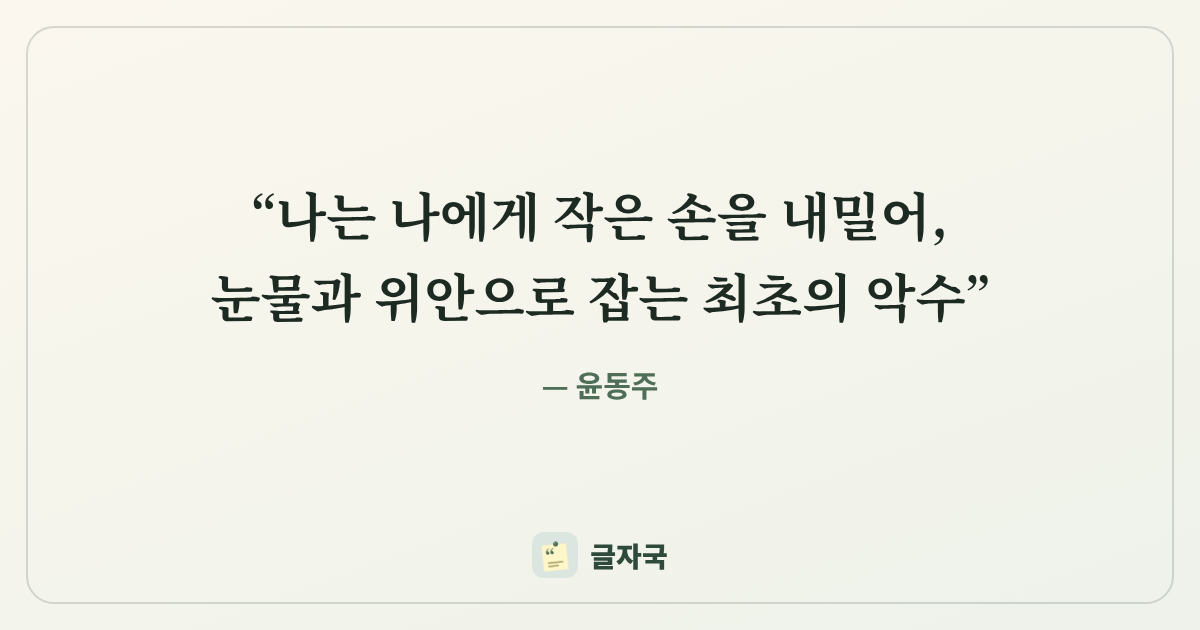 “나는 나에게 작은 손을 내밀어,
눈물과 위안으로 잡는 최초의 악수”
— 윤동주
글자국